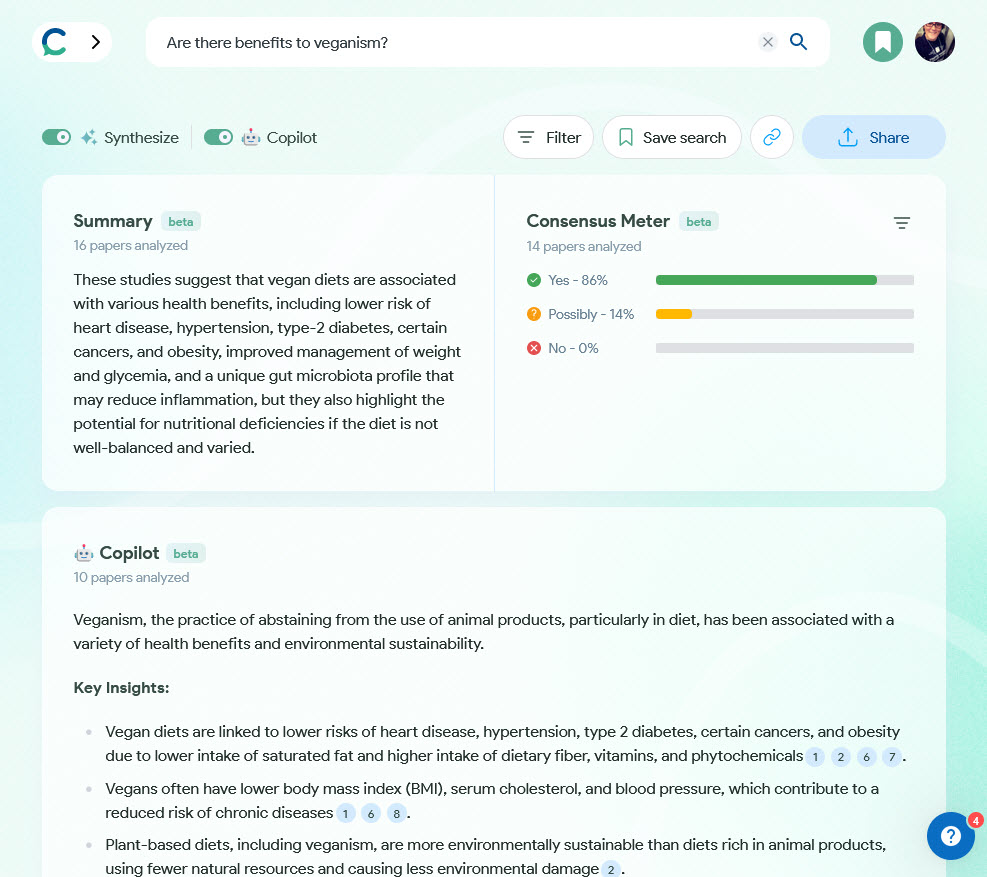 Are there benefits to veganism?
Synthesize
Copilot
Filter
Save search
Share
Summary beta
16 papers analyzed
These studies suggest that vegan diets are associated
with various health benefits, including lower risk of
heart disease, hypertension, type-2 diabetes, certain
cancers, and obesity, improved management of weight
and glycemia, and a unique gut microbiota profile that
may reduce inflammation, but they also highlight the
potential for nutritional deficiencies if the diet is not
well-balanced and varied.
Consensus Meter beta
14 papers analyzed
Yes - 86%
? Possibly - 14%
No - 0%
Copilot beta
10 papers analyzed
Veganism, the practice of abstaining from the use of animal products, particularly in diet, has been associated with a
variety of health benefits and environmental sustainability.
Key Insights:
Vegan diets are linked to lower risks of heart disease, hypertension, type 2 diabetes, certain cancers, and obesity
due to lower intake of saturated fat and higher intake of dietary fiber, vitamins, and phytochemicals 1 2 6 7.
Vegans often have lower body mass index (BMI), serum cholesterol, and blood pressure, which contribute to a
reduced risk of chronic diseases 1 6 8.
Plant-based diets, including veganism, are more environmentally sustainable than diets rich in animal products,
using fewer natural resources and causing less environmental damage 2.
? 4